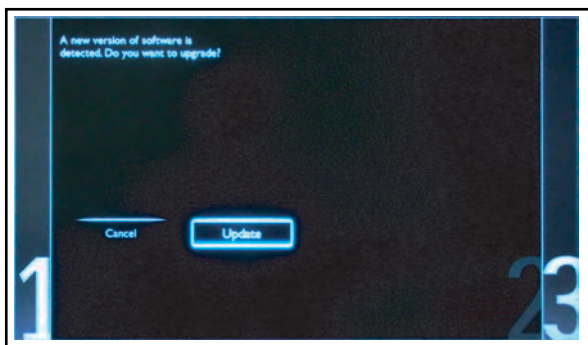 A new version of software is
detected. Do you want to upgrade?
Cancel
Update
1
2
3